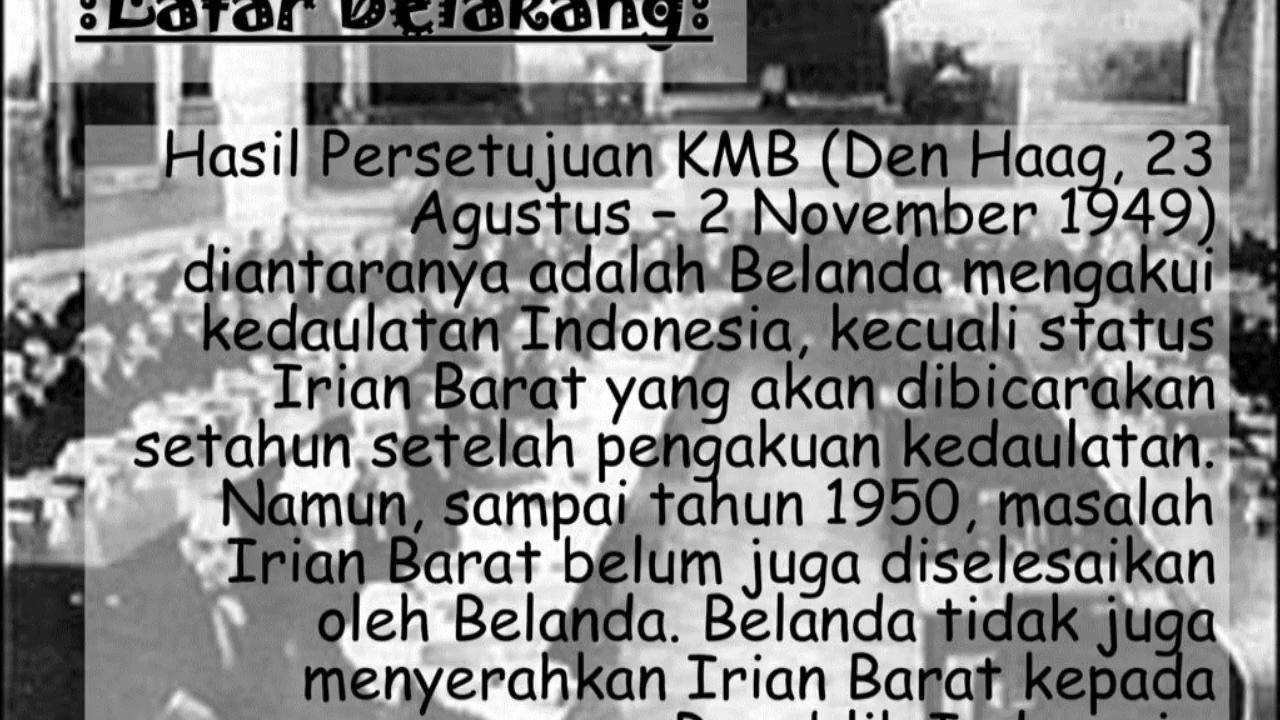 :Latar Belakang:
Hasil Persetujuan KMB (Den Haag, 23
Agustus – 2 November 1949)
diantaranya adalah Belanda mengakui
kedaulatan Indonesia, kecuali status
Irian Barat yang akan dibicarakan
setahun setelah pengakuan kedaulatan.
Namun, sampai tahun 1950, masalah
Irian Barat belum juga diselesaikan
oleh Belanda. Belanda tidak juga
menyerahkan Irian Barat kepada